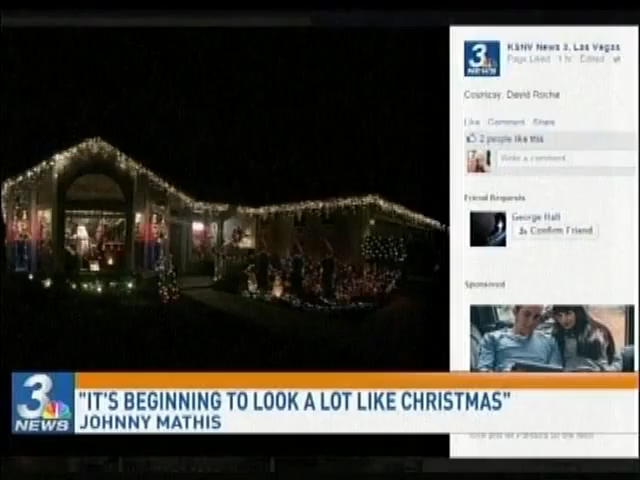 3
NEWS
KSNV News 3, Las Vegas
Page Liked 1 hr Edited
Courtesy: David Roche
Like Comment Share
2 people like this
Write a comment
Friend Requests
George Hall
Confirm Friend
Sponsored
3
NEWS
"IT'S BEGINNING TO LOOK A LOT LIKE CHRISTMAS"
JOHNNY MATHIS